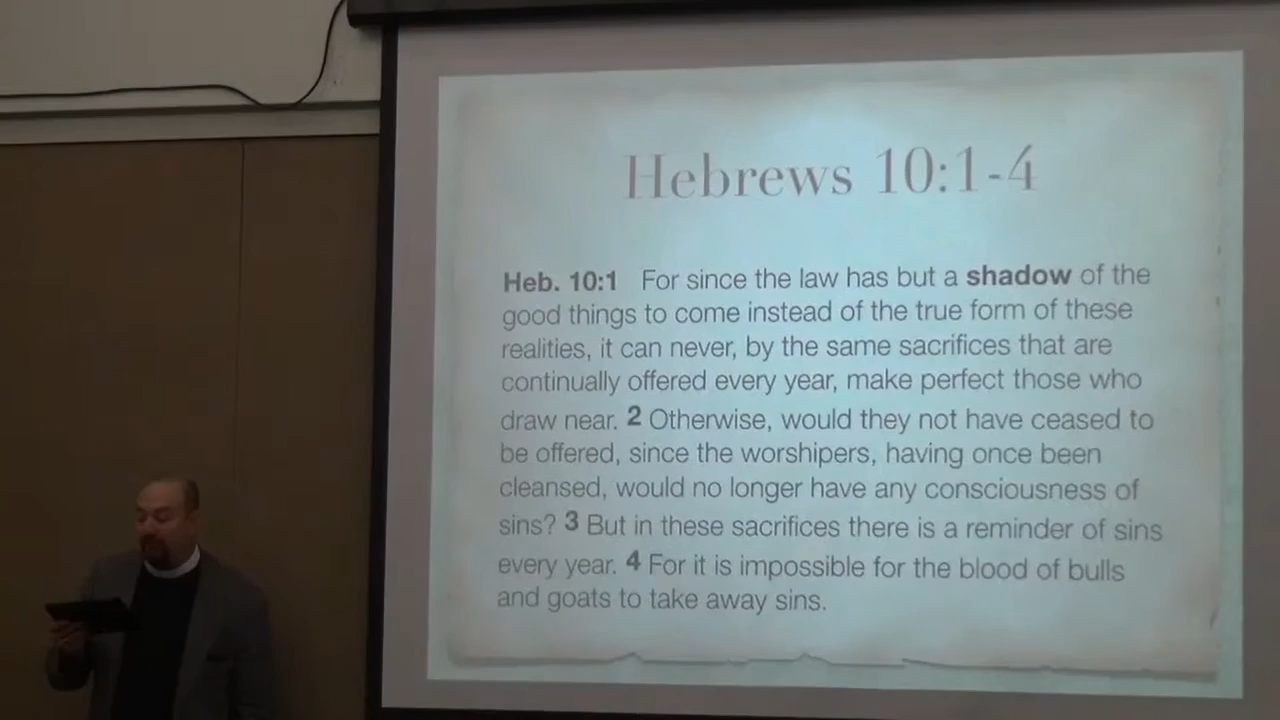 Hebrews 10:1-4
Heb. 10:1 For since the law has but a shadow of the
good things to come instead of the true form of these
realities, it can never, by the same sacrifices that are
continually offered every year, make perfect those who
draw near. 2 Otherwise, would they not have ceased to
be offered, since the worshipers, having once been
cleansed, would no longer have any consciousness of
sins? 3 But in these sacrifices there is a reminder of sins
every year. 4 For it is impossible for the blood of bulls
and goats to take away sins.